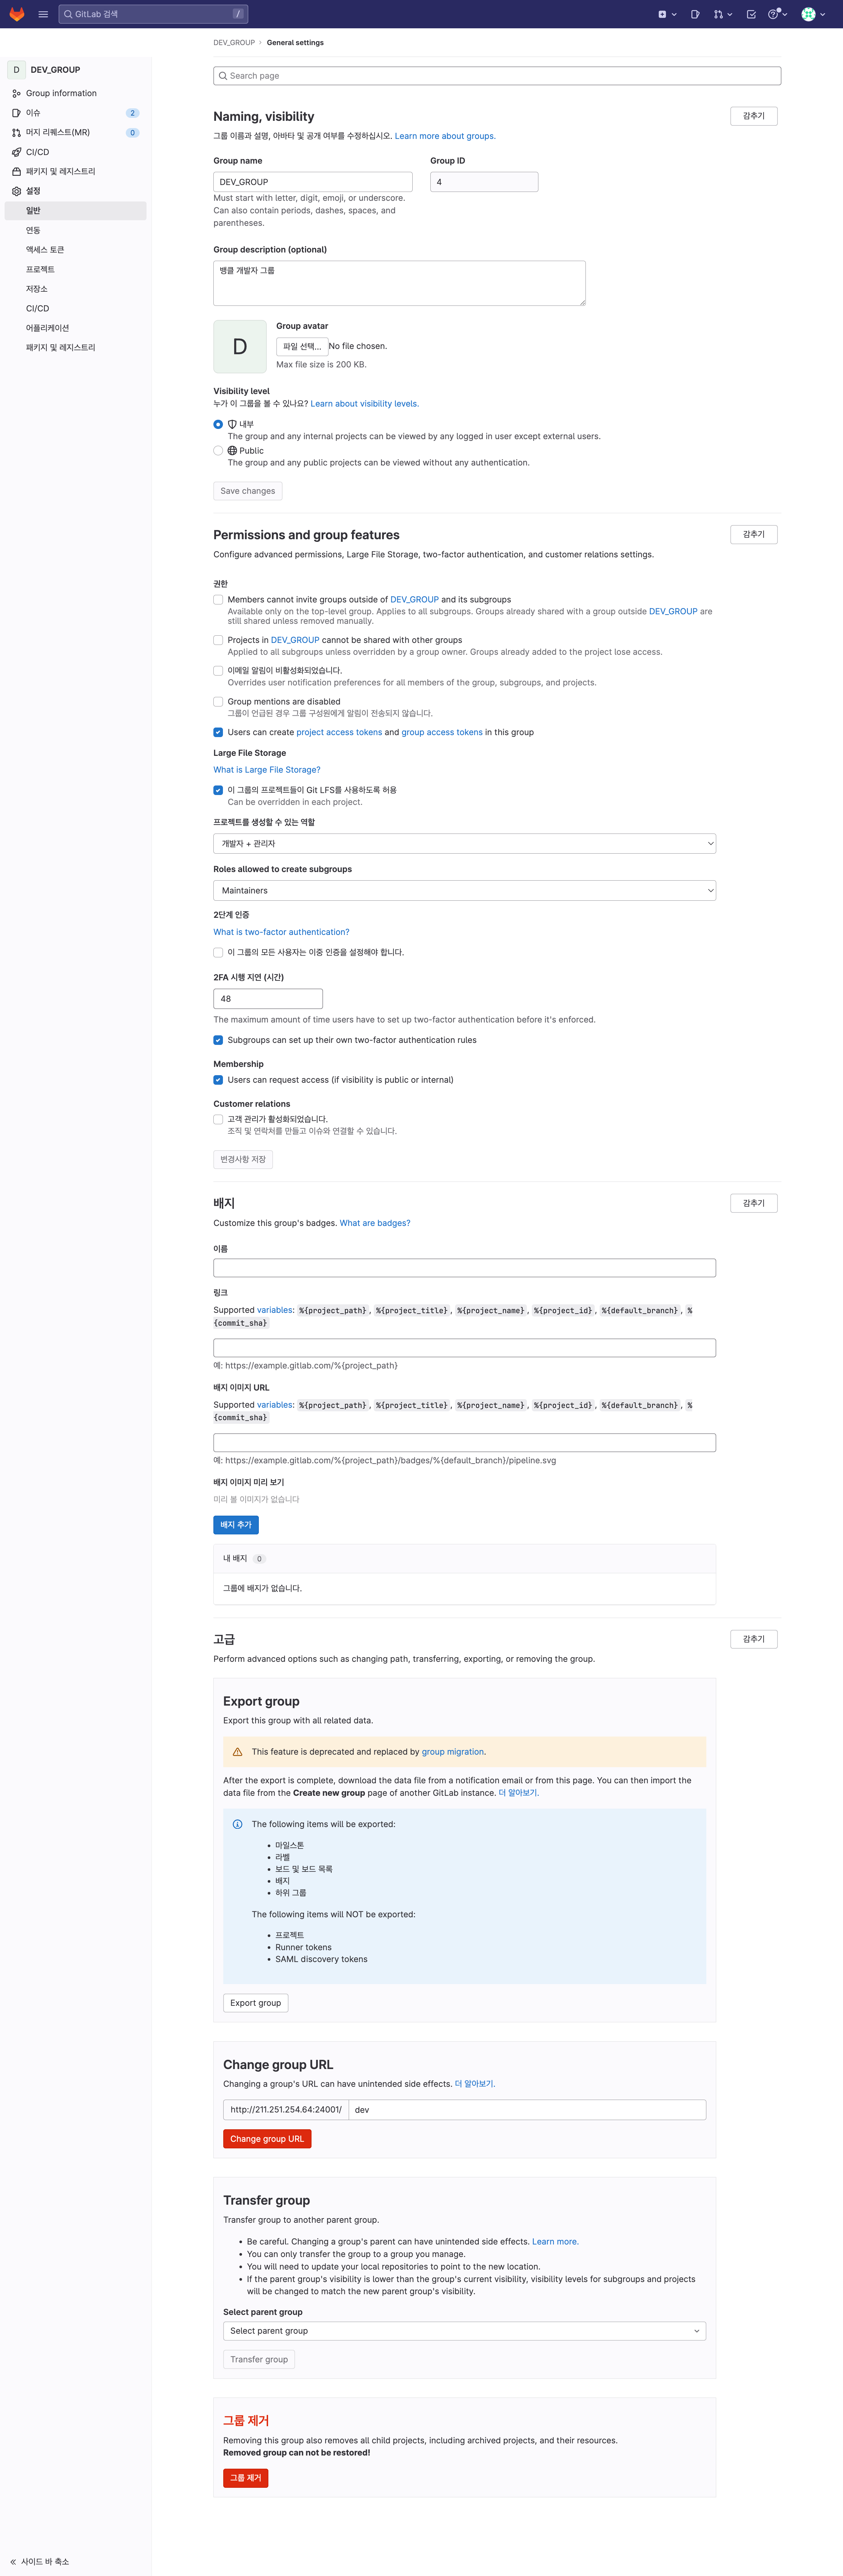 GitLab 검색
/
DEV_GROUP › General settings
D DEV_GROUP
Group information
이슈 2
머지 리퀘스트(MR) 0
CI/CD
패키지 및 레지스트리
설정
일반
연동
액세스 토큰
프로젝트
저장소
CI/CD
어플리케이션
패키지 및 레지스트리
Search page
Naming, visibility
감추기
그룹 이름과 설명, 아바타 및 공개 여부를 수정하십시오. Learn more about groups.
Group name
Group ID
DEV_GROUP
4
Must start with letter, digit, emoji, or underscore.
Can also contain periods, dashes, spaces, and
parentheses.
Group description (optional)
뱅클 개발자 그룹
D
Group avatar
파일 선택... No file chosen.
Max file size is 200 KB.
Visibility level
누가 이 그룹을 볼 수 있나요? Learn about visibility levels.
내부
The group and any internal projects can be viewed by any logged in user except external users.
Public
The group and any public projects can be viewed without any authentication.
Save changes
Permissions and group features
감추기
Configure advanced permissions, Large File Storage, two-factor authentication, and customer relations settings.
권한
Members cannot invite groups outside of DEV_GROUP and its subgroups
Available only on the top-level group. Applies to all subgroups. Groups already shared with a group outside DEV_GROUP are
still shared unless removed manually.
Projects in DEV_GROUP cannot be shared with other groups
Applied to all subgroups unless overridden by a group owner. Groups already added to the project lose access.
이메일 알림이 비활성화되었습니다.
Overrides user notification preferences for all members of the group, subgroups, and projects.
Group mentions are disabled
그룹이 언급된 경우 그룹 구성원에게 알림이 전송되지 않습니다.
Users can create project access tokens and group access tokens in this group
Large File Storage
What is Large File Storage?
이 그룹의 프로젝트들이 Git LFS를 사용하도록 허용
Can be overridden in each project.
프로젝트를 생성할 수 있는 역할
개발자 + 관리자
Roles allowed to create subgroups
Maintainers
2단계 인증
What is two-factor authentication?
이 그룹의 모든 사용자는 이중 인증을 설정해야 합니다.
2FA 시행 지연 (시간)
48
The maximum amount of time users have to set up two-factor authentication before it's enforced.
Subgroups can set up their own two-factor authentication rules
Membership
Users can request access (if visibility is public or internal)
Customer relations
고객 관리가 활성화되었습니다.
조직 및 연락처를 만들고 이슈와 연결할 수 있습니다.
변경사항 저장
배지
감추기
Customize this group's badges. What are badges?
이름
링크
Supported variables: %{project_path}, %{project_title}, %{project_name}, %{project_id}, %{default_branch}, %
{commit_sha}
예: https://example.gitlab.com/%{project_path}
배지 이미지 URL
Supported variables: %{project_path}, %{project_title}, %{project_name}, %{project_id}, %{default_branch}, %
{commit_sha}
예: https://example.gitlab.com/%{project_path}/badges/%{default_branch}/pipeline.svg
배지 이미지 미리 보기
미리 볼 이미지가 없습니다
배지 추가
내 배지 0
그룹에 배지가 없습니다.
고급
감추기
Perform advanced options such as changing path, transferring, exporting, or removing the group.
Export group
Export this group with all related data.
This feature is deprecated and replaced by group migration.
After the export is complete, download the data file from a notification email or from this page. You can then import the
data file from the Create new group page of another GitLab instance. 더 알아보기.
The following items will be exported:
• 마일스톤
• 라벨
• 보드 및 보드 목록
• 배지
• 하위 그룹
The following items will NOT be exported:
• 프로젝트
• Runner tokens
• SAML discovery tokens
Export group
Change group URL
Changing a group's URL can have unintended side effects. 더 알아보기.
http://211.251.254.64:24001/ dev
Change group URL
Transfer group
Transfer group to another parent group.
• Be careful. Changing a group's parent can have unintended side effects. Learn more.
• You can only transfer the group to a group you manage.
• You will need to update your local repositories to point to the new location.
• If the parent group's visibility is lower than the group's current visibility, visibility levels for subgroups and projects
will be changed to match the new parent group's visibility.
Select parent group
Select parent group
Transfer group
그룹 제거
Removing this group also removes all child projects, including archived projects, and their resources.
Removed group can not be restored!
그룹 제거
사이드 바 축소